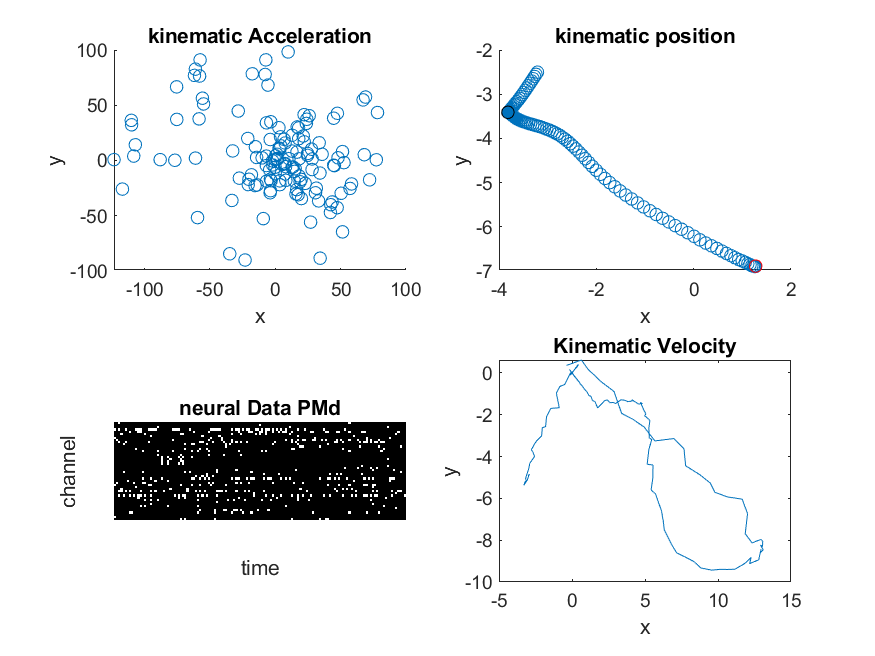 kinematic Acceleration
100
50
0
-50
-100
y
-100
-50
0
50
100
x
kinematic position
-2
-3
-4
-5
-6
-7
y
-4
-2
0
2
x
neural Data PMd
channel
time
Kinematic Velocity
0
-2
-4
-6
-8
-10
y
-5
0
5
10
15
x